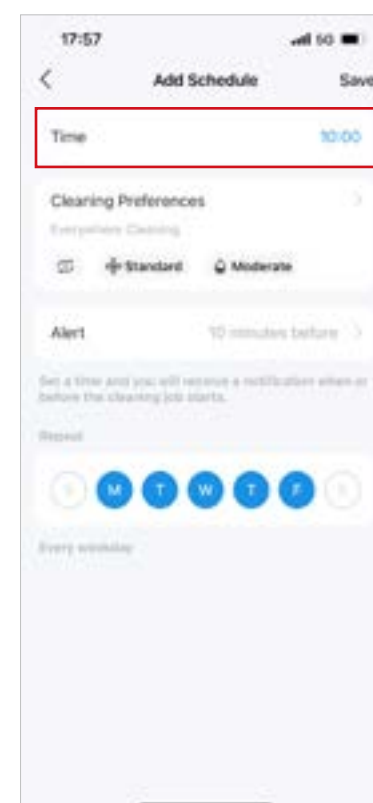 17:57 5G
Add Schedule Save
Time 10:00
Cleaning Preferences
Everywhere Cleaning
Standard Moderate
Alert 10 minutes before
Set a time and you will receive a notification when or
before the cleaning job starts.
Repeat
S M T W T F S
Every weekday